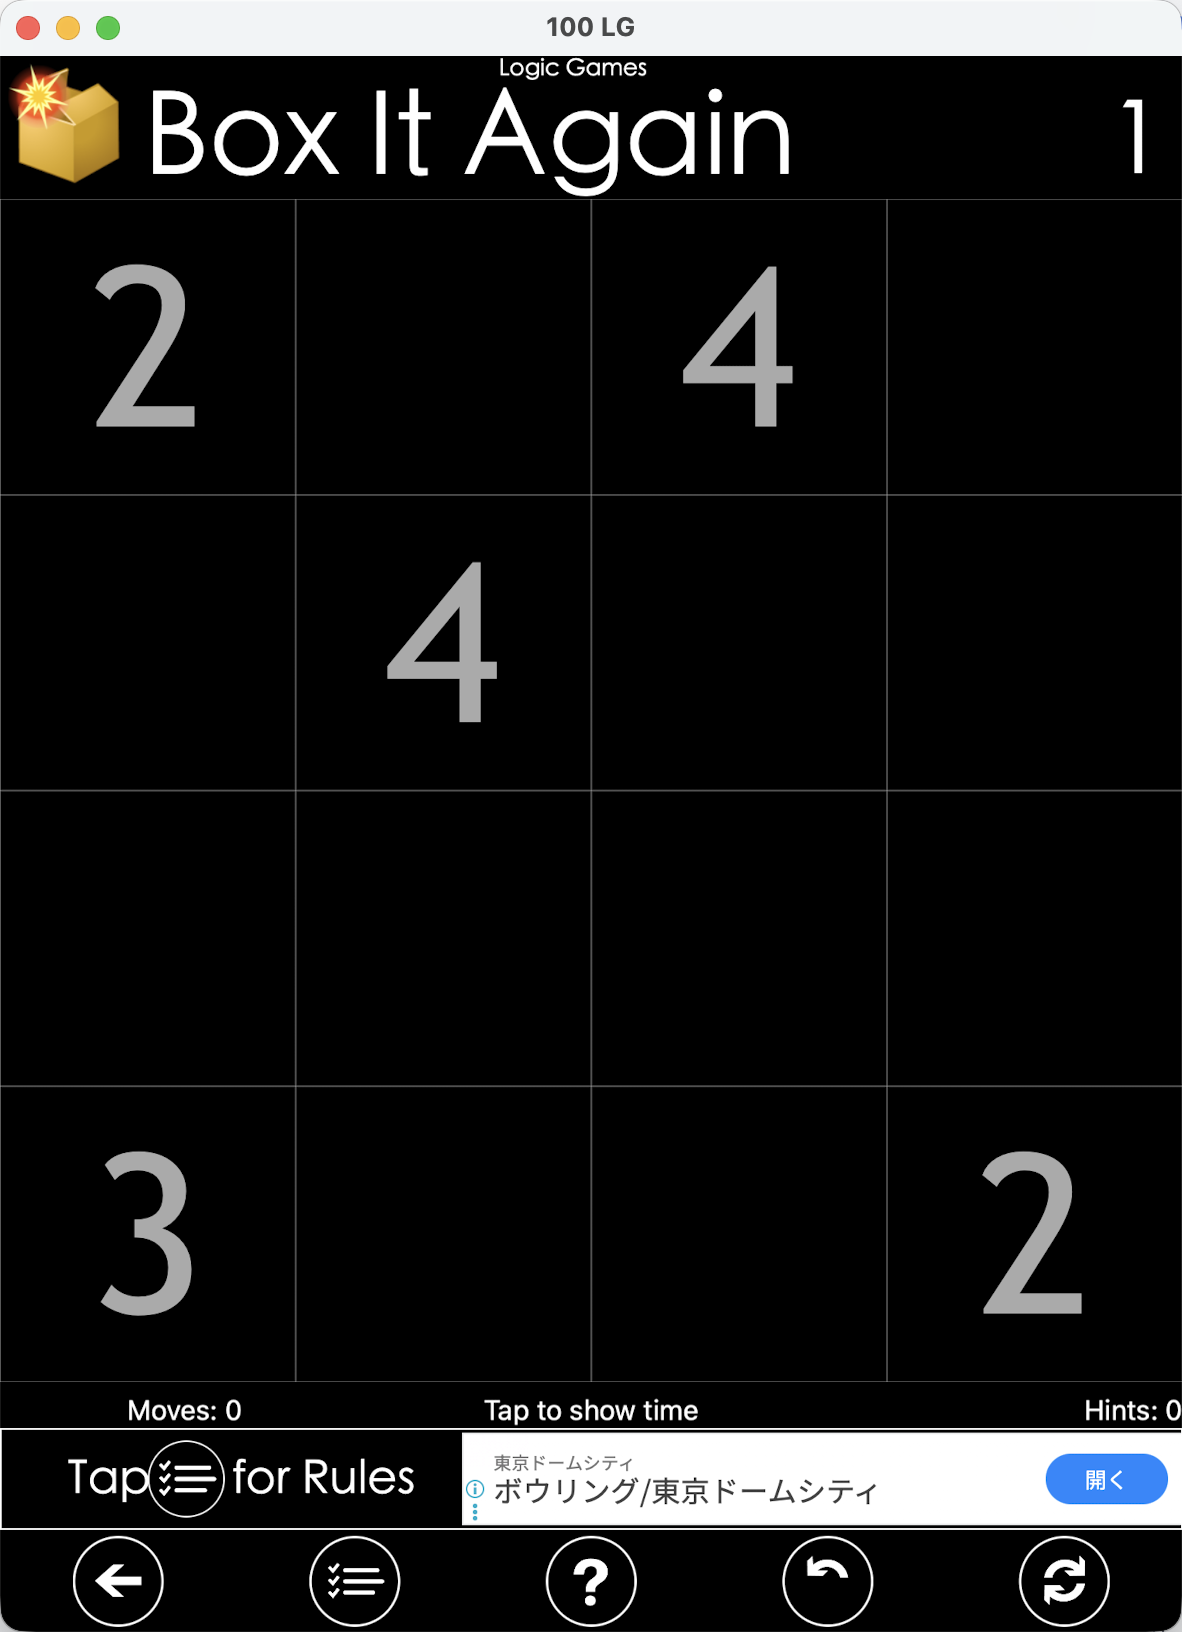 100 LG
Logic Games
Box It Again
1
2 4
4
3 2
Moves: 0 Tap to show time Hints: 0
Tap for Rules
東京ドームシティ
ボウリング/東京ドームシティ
開く
?